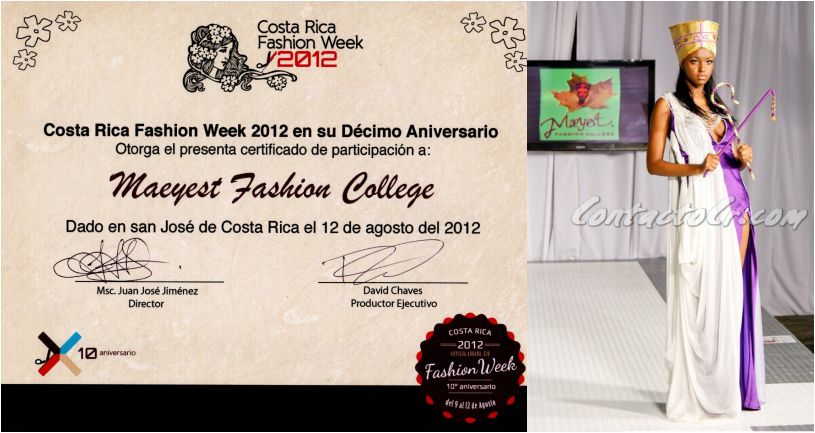 Costa Rica
Fashion Week
2012
Costa Rica Fashion Week 2012 en su Décimo Aniversario
Otorga el presenta certificado de participación a:
Maeyest Fashion College
Dado en san José de Costa Rica el 12 de agosto del 2012
Msc. Juan José Jiménez
Director
David Chaves
Productor Ejecutivo
10 aniversario
COSTA RICA
2012
Fashion Week
10° aniversario
del 9 al 12 de Agosto
Maeyest
FASHION COLLEGE
ContactoCr.com